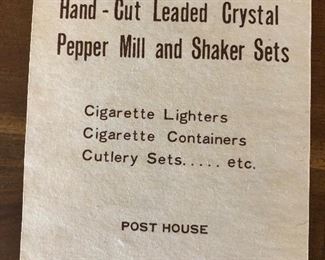 Hand-Cut Leaded Crystal
Pepper Mill and Shaker Sets
Cigarette Lighters
Cigarette Containers
Cutlery Sets..... etc.
POST HOUSE